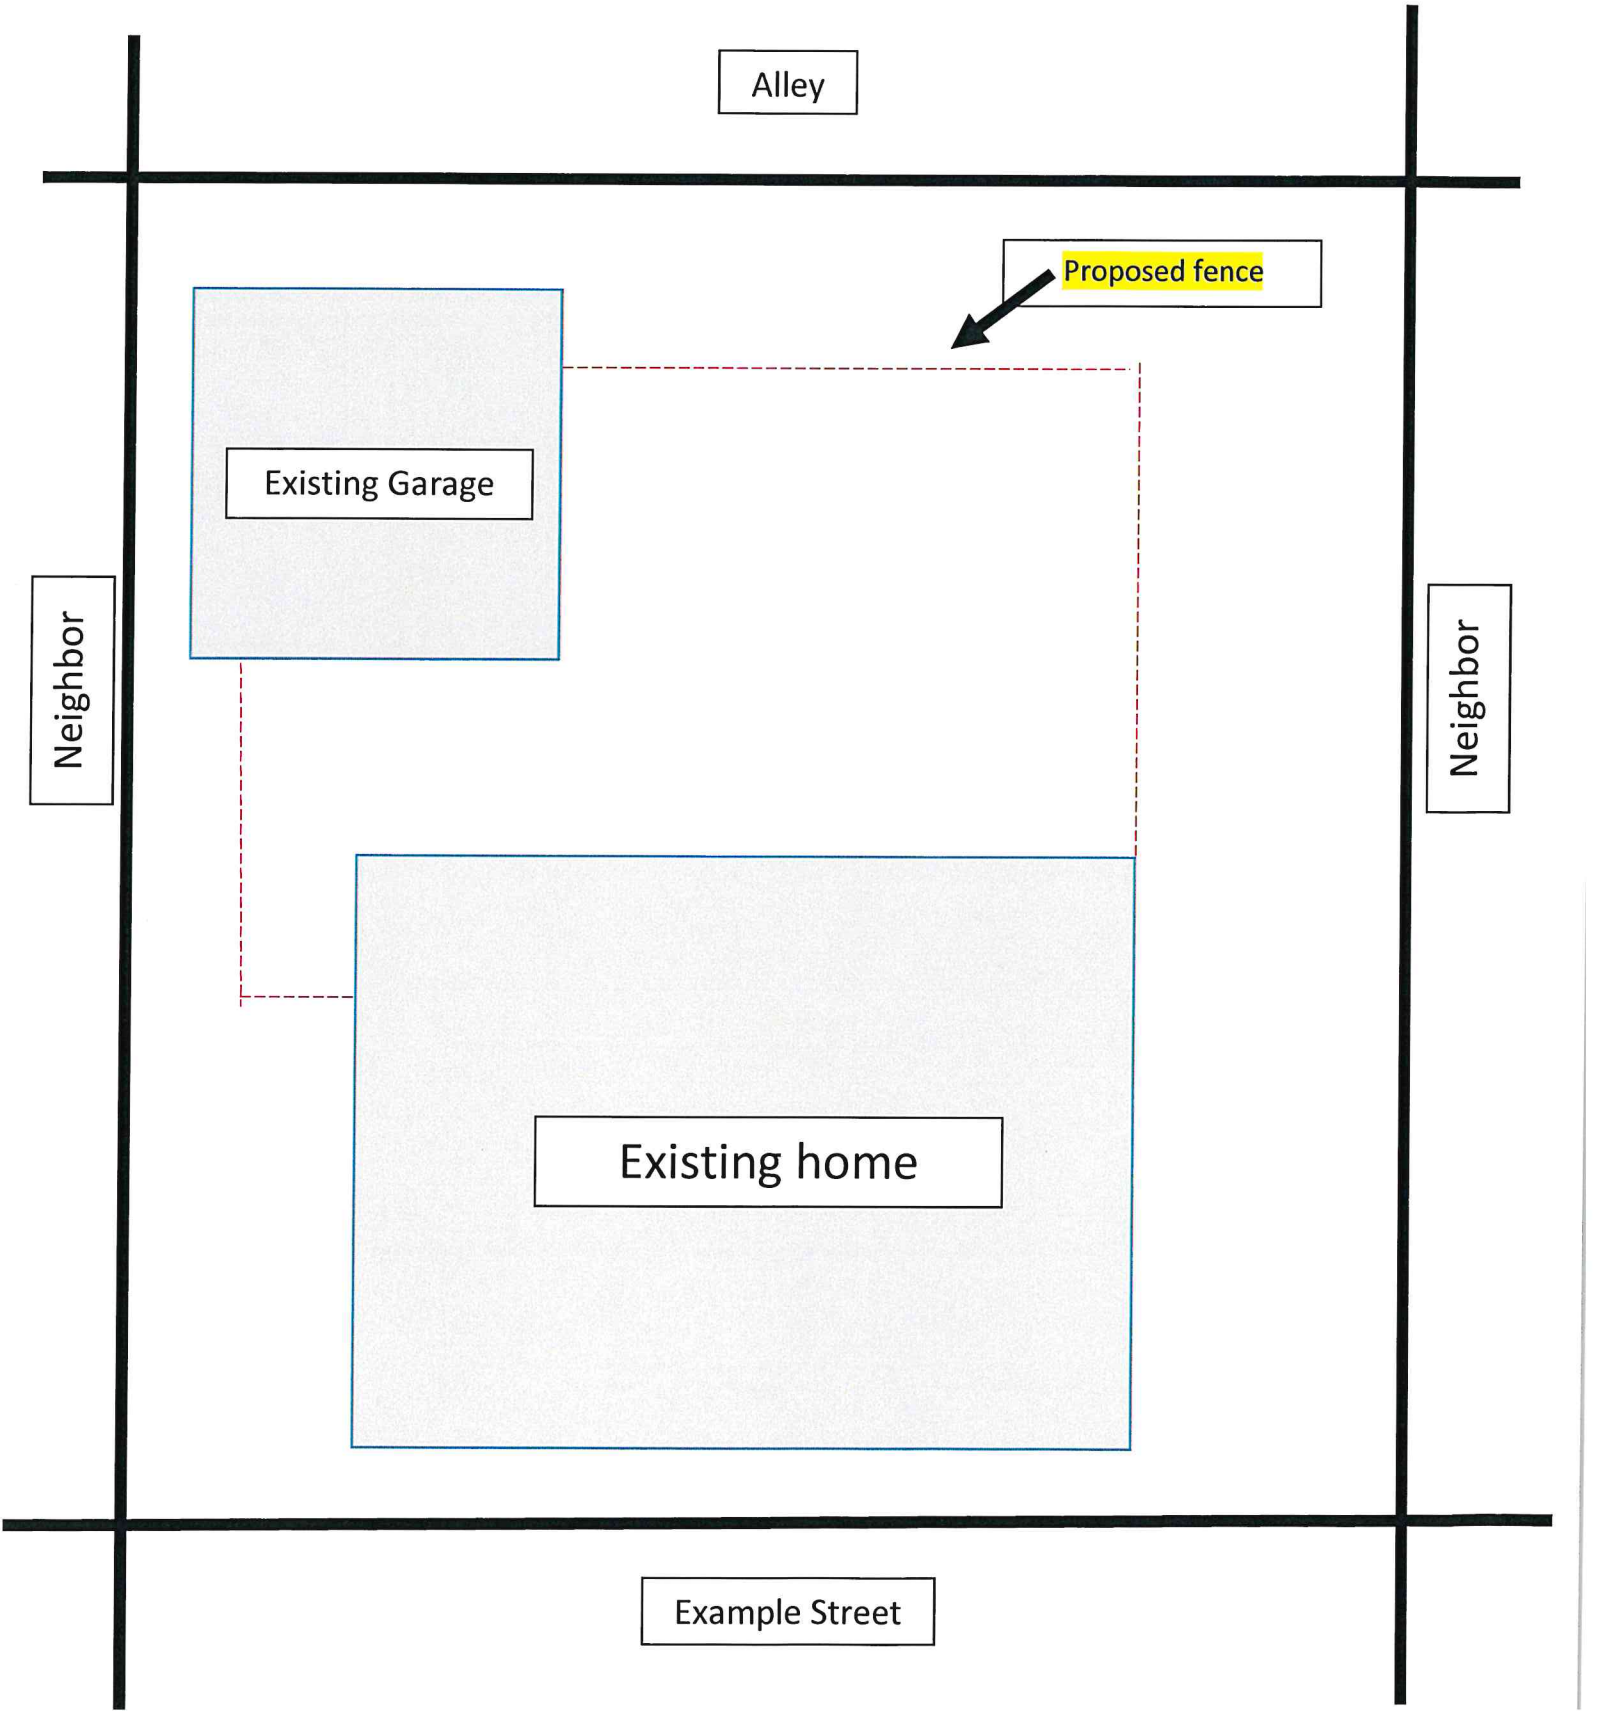 Alley
Proposed fence
Existing Garage
Neighbor
Neighbor
Existing home
Example Street